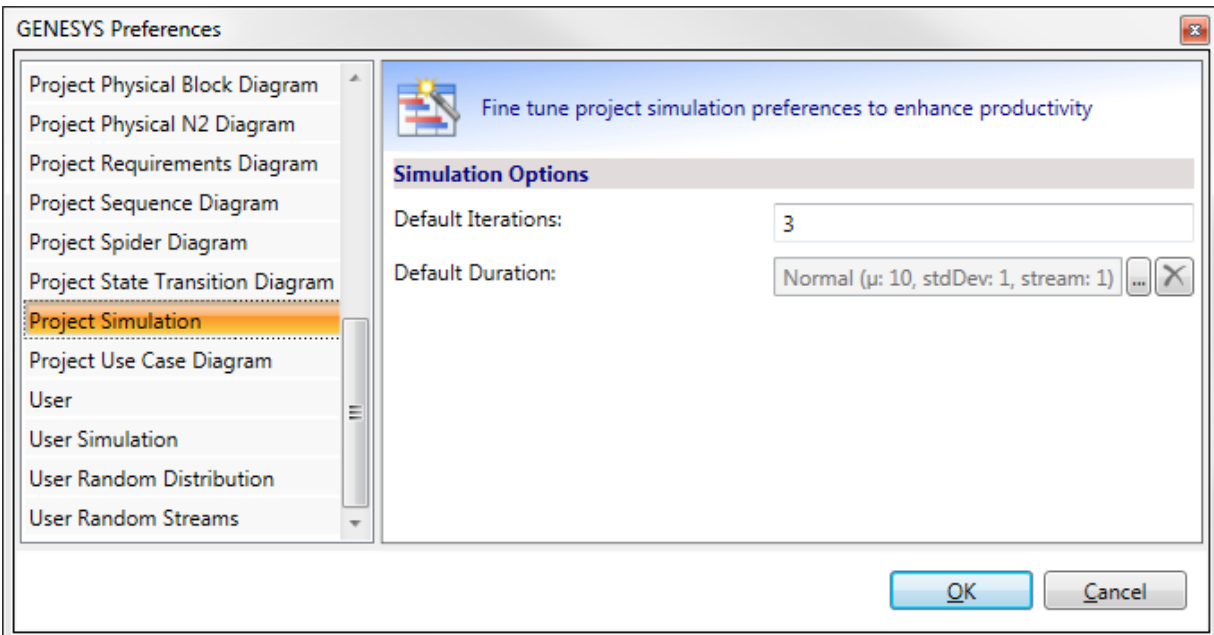 GENESYS Preferences
Project Physical Block Diagram
Project Physical N2 Diagram
Project Requirements Diagram
Project Sequence Diagram
Project Spider Diagram
Project State Transition Diagram
Project Simulation
Project Use Case Diagram
User
User Simulation
User Random Distribution
User Random Streams
Fine tune project simulation preferences to enhance productivity
Simulation Options
Default Iterations:
3
Default Duration:
Normal (μ: 10, stdDev: 1, stream: 1)
...
OK
Cancel